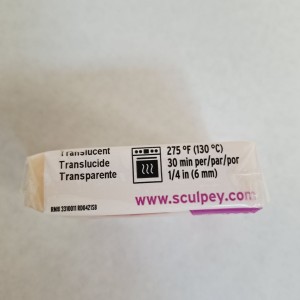 Translucent
Translucide
Transparente
275 °F (130 °C)
30 min per/par/por
1/4 in (6 mm)
www.sculpey.com